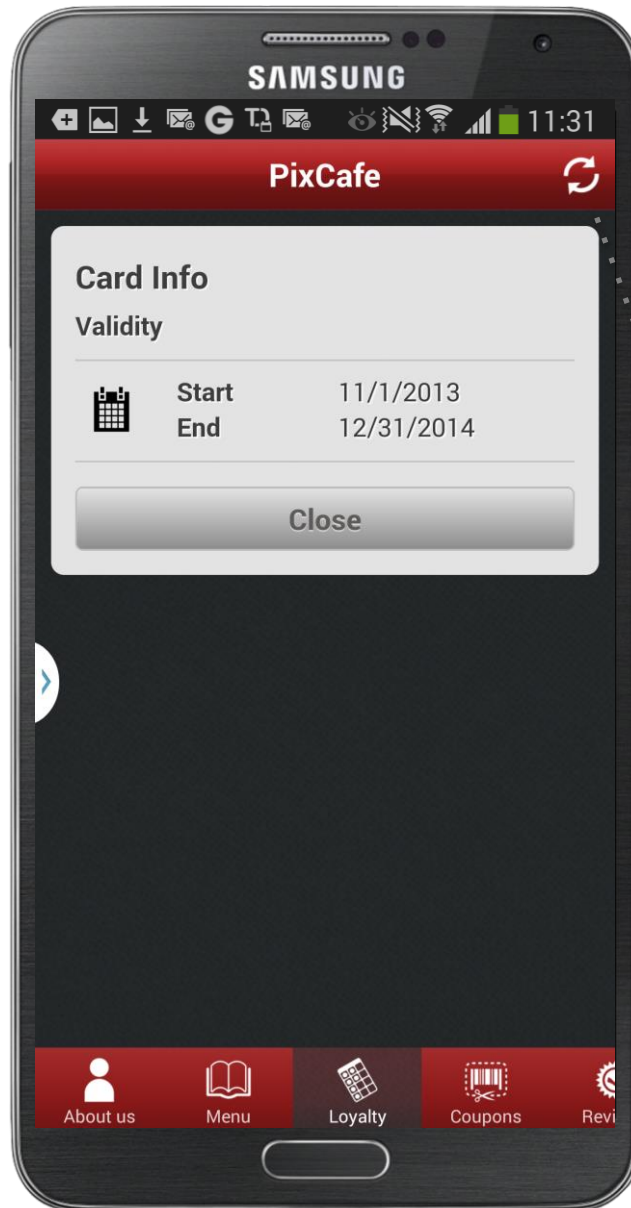 SAMSUNG
11:31
PixCafe
Card Info
Validity
Start 11/1/2013
End 12/31/2014
Close
About us Menu Loyalty Coupons Revi